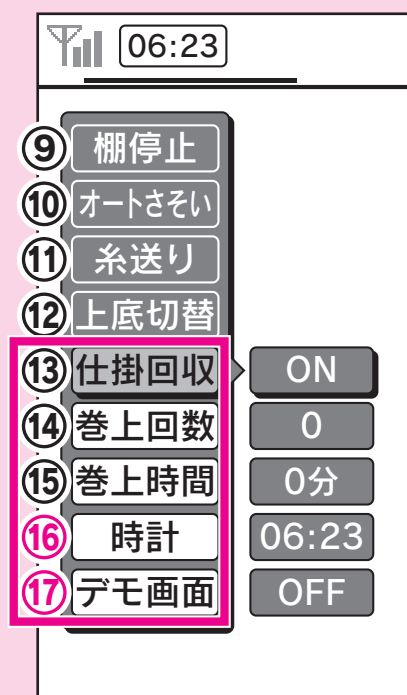 06:23
⑨ 棚停止
⑩ オートさそい
⑪ 糸送り
⑫ 上底切替
⑬ 仕掛回収 ON
⑭ 巻上回数 0
⑮ 巻上時間 0分
⑯ 時計 06:23
⑰ デモ画面 OFF